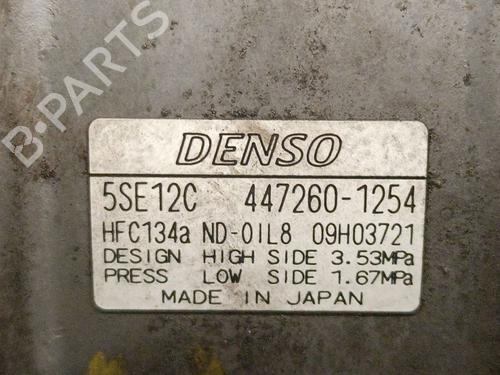 B-PARTS
DENSO
5SE12C 447260-1254
HFC134a ND-OIL8 09H03721
DESIGN HIGH SIDE 3.53MPa
PRESS LOW SIDE 1.67MPa
MADE IN JAPAN